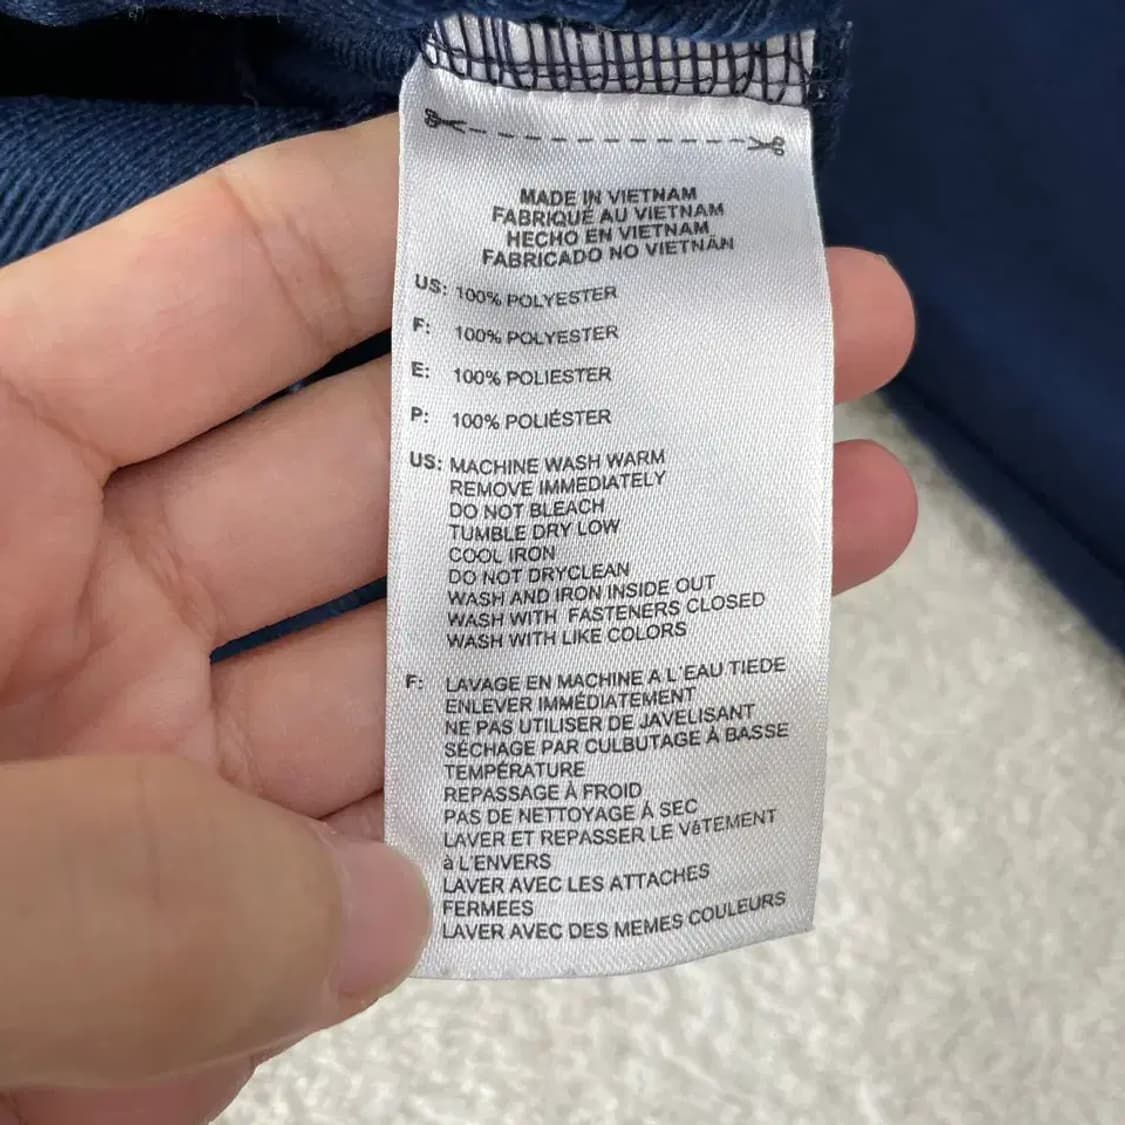 MADE IN VIETNAM
FABRIQUÉ AU VIETNAM
HECHO EN VIETNAM
FABRICADO NO VIETNÃN
US: 100% POLYESTER
F: 100% POLYESTER
E: 100% POLIESTER
P: 100% POLIÉSTER
US: MACHINE WASH WARM
REMOVE IMMEDIATELY
DO NOT BLEACH
TUMBLE DRY LOW
COOL IRON
DO NOT DRYCLEAN
WASH AND IRON INSIDE OUT
WASH WITH FASTENERS CLOSED
WASH WITH LIKE COLORS
F: LAVAGE EN MACHINE A L'EAU TIEDE
ENLEVER IMMÉDIATEMENT
NE PAS UTILISER DE JAVELISANT
SÉCHAGE PAR CULBUTAGE À BASSE
TEMPÉRATURE
REPASSAGE À FROID
PAS DE NETTOYAGE À SEC
LAVER ET REPASSER LE VêTEMENT
à L'ENVERS
LAVER AVEC LES ATTACHES
FERMEES
LAVER AVEC DES MEMES COULEURS